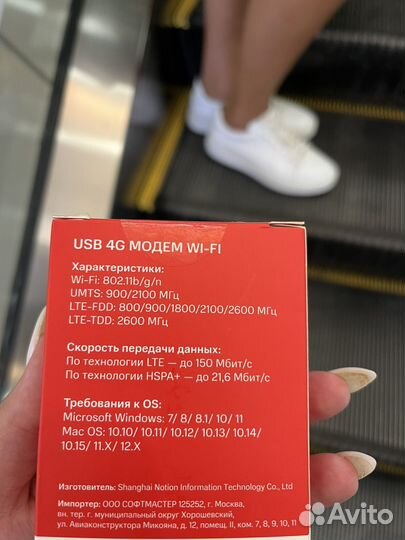 USB 4G МОДЕМ WI-FI
Характеристики:
Wi-Fi: 802.11b/g/n
UMTS: 900/2100 МГц
LTE-FDD: 800/900/1800/2100/2600 МГц
LTE-TDD: 2600 МГц
Скорость передачи данных:
По технологии LTE — до 150 Мбит/с
По технологии HSPA+ — до 21,6 Мбит/с
Требования к OS:
Microsoft Windows: 7/ 8/ 8.1/ 10/ 11
Mac OS: 10.10/ 10.11/ 10.12/ 10.13/ 10.14/
10.15/ 11.X/ 12.X
Изготовитель: Shanghai Notion Information Technology Co., Ltd
Импортер: ООО СОФТМАСТЕР 125252, г. Москва,
вн. тер. г. муниципальный округ Хорошевский,
ул. Авиаконструктора Микояна, д. 12, помещ. II, ком. 7, 8, 9, 10, 11
Avito